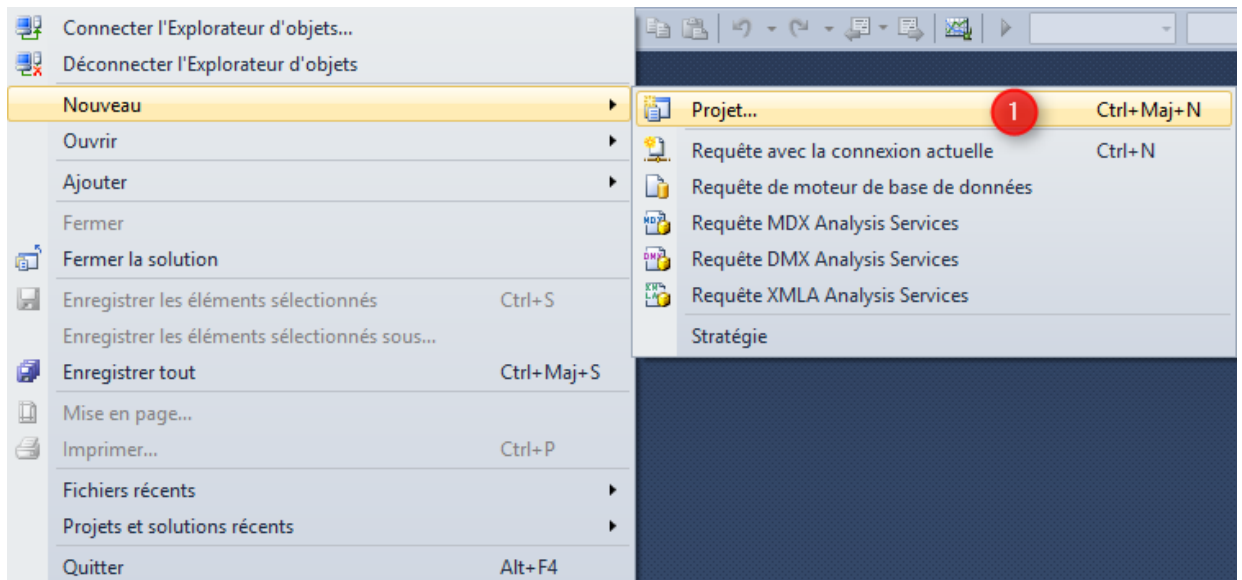 Connecter l'Explorateur d'objets...
Déconnecter l'Explorateur d'objets
Nouveau
Ouvrir
Ajouter
Fermer
Fermer la solution
Enregistrer les éléments sélectionnés Ctrl+S
Enregistrer les éléments sélectionnés sous...
Enregistrer tout Ctrl+Maj+S
Mise en page...
Imprimer... Ctrl+P
Fichiers récents
Projets et solutions récents
Quitter Alt+F4
Projet... 1 Ctrl+Maj+N
Requête avec la connexion actuelle Ctrl+N
Requête de moteur de base de données
Requête MDX Analysis Services
Requête DMX Analysis Services
Requête XMLA Analysis Services
Stratégie